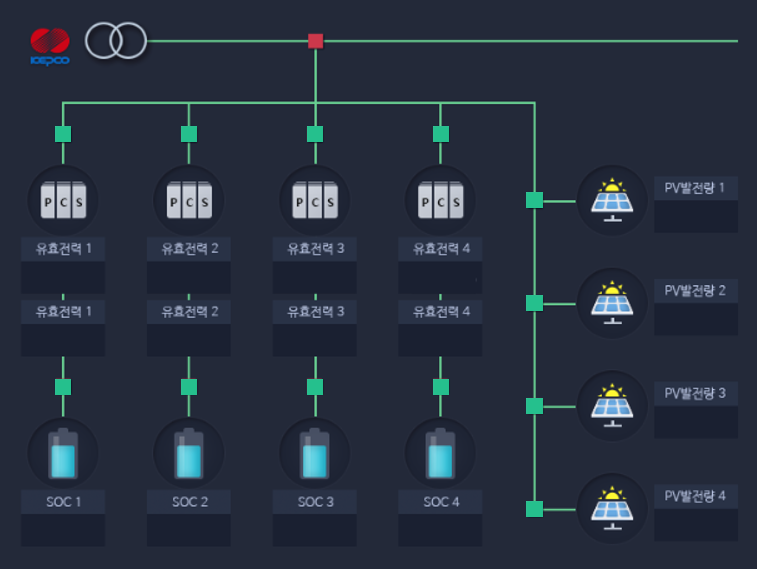 KEPCO
P C S
P C S
P C S
P C S
유효전력 1
유효전력 2
유효전력 3
유효전력 4
유효전력 1
유효전력 2
유효전력 3
유효전력 4
SOC 1
SOC 2
SOC 3
SOC 4
PV발전량 1
PV발전량 2
PV발전량 3
PV발전량 4